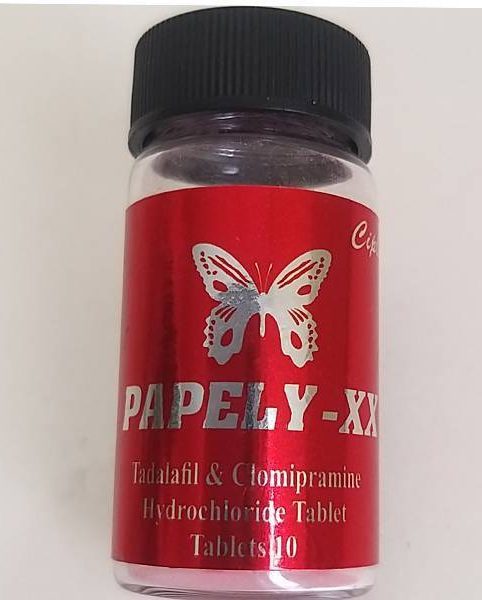 PAPELY-XX
Tadalafil & Clomipramine
Hydrochloride Tablet
Tablets 10